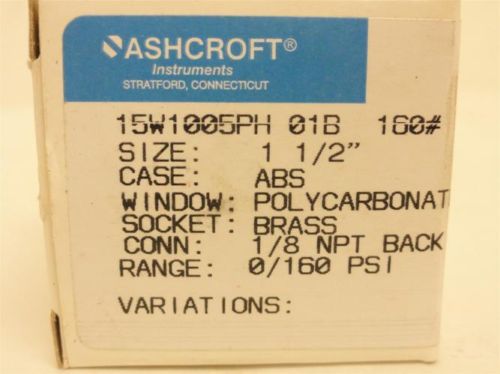 ASHCROFT®
Instruments
STRATFORD, CONNECTICUT
15W1005PH 01B 160#
SIZE: 1 1/2”
CASE: ABS
WINDOW: POLYCARBONAT
SOCKET: BRASS
CONN: 1/8 NPT BACK
RANGE: 0/160 PSI
VARIATIONS: